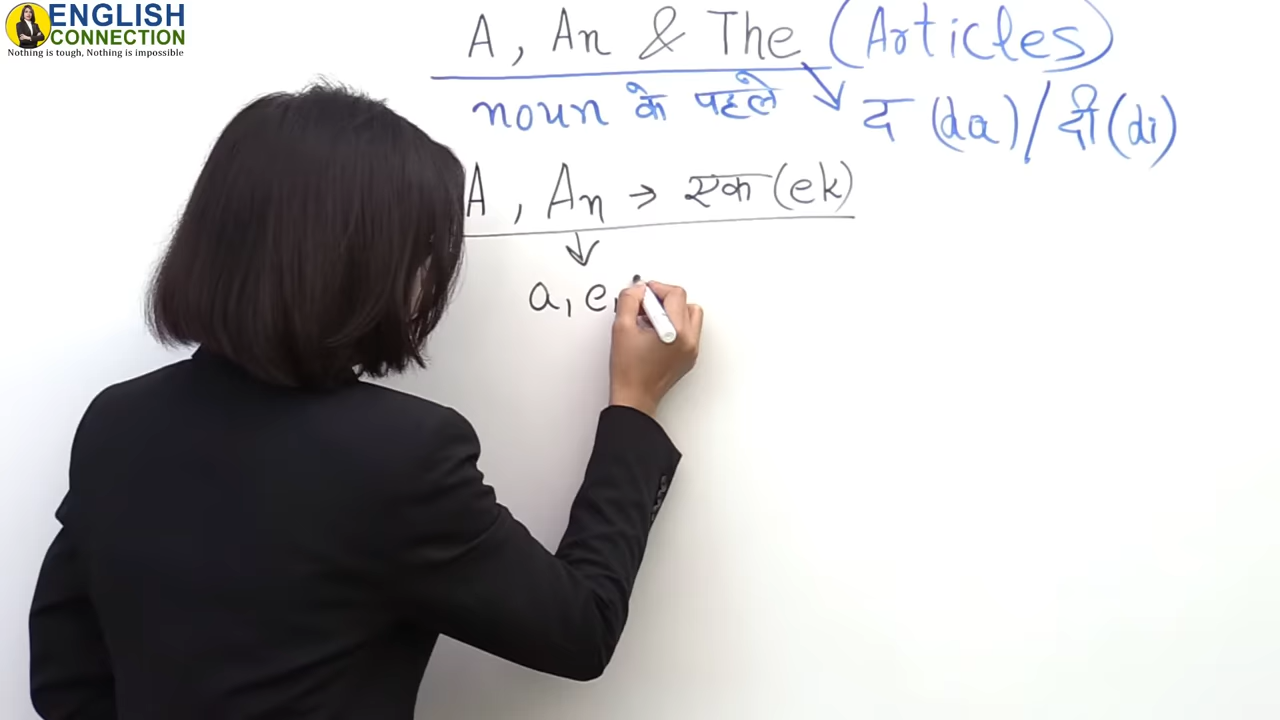 ENGLISH
CONNECTION
Nothing is tough, Nothing is impossible
A, An & The (Articles)
noun के पहले
द (da) / दी (di)
A, An → एक (ek)
a, e,